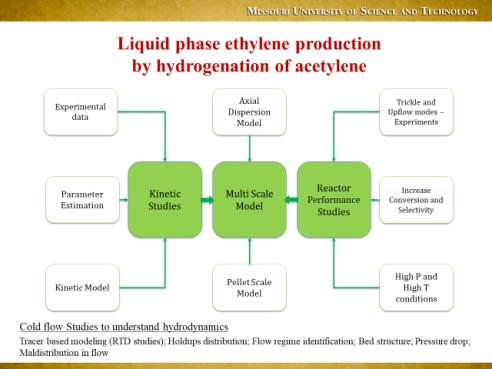 Missouri University of Science and Technology
Liquid phase ethylene production
by hydrogenation of acetylene
Experimental
data
Axial
Dispersion
Model
Trickle and
Upflow modes –
Experiments
Parameter
Estimation
Kinetic
Studies
Multi Scale
Model
Reactor
Performance
Studies
Increase
Conversion and
Selectivity
Kinetic Model
Pellet Scale
Model
High P and
High T
conditions
Cold flow Studies to understand hydrodynamics
Tracer based modeling (RTD studies); Holdups distribution; Flow regime identification; Bed structure; Pressure drop;
Maldistribution in flow